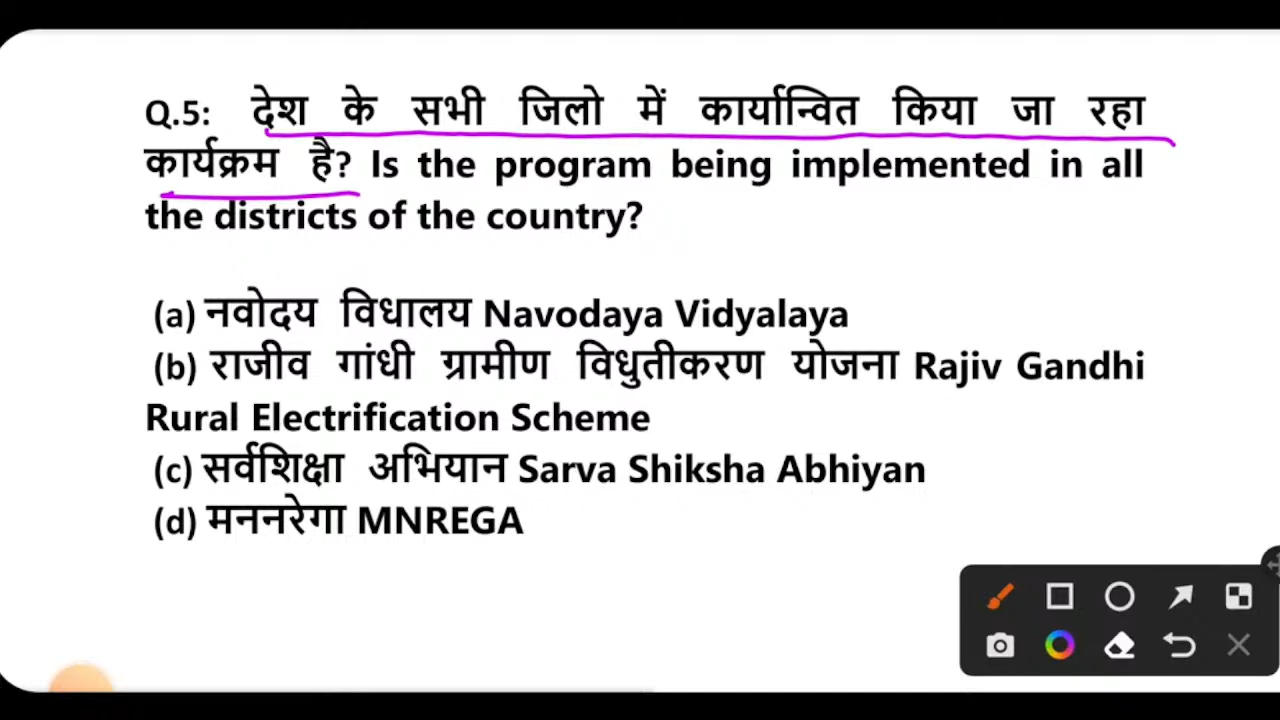 Q.5: देश के सभी जिलो में कार्यान्वित किया जा रहा
कार्यक्रम है? Is the program being implemented in all
the districts of the country?
(a) नवोदय विधालय Navodaya Vidyalaya
(b) राजीव गांधी ग्रामीण विधुतीकरण योजना Rajiv Gandhi
Rural Electrification Scheme
(c) सर्वशिक्षा अभियान Sarva Shiksha Abhiyan
(d) मननरेगा MNREGA